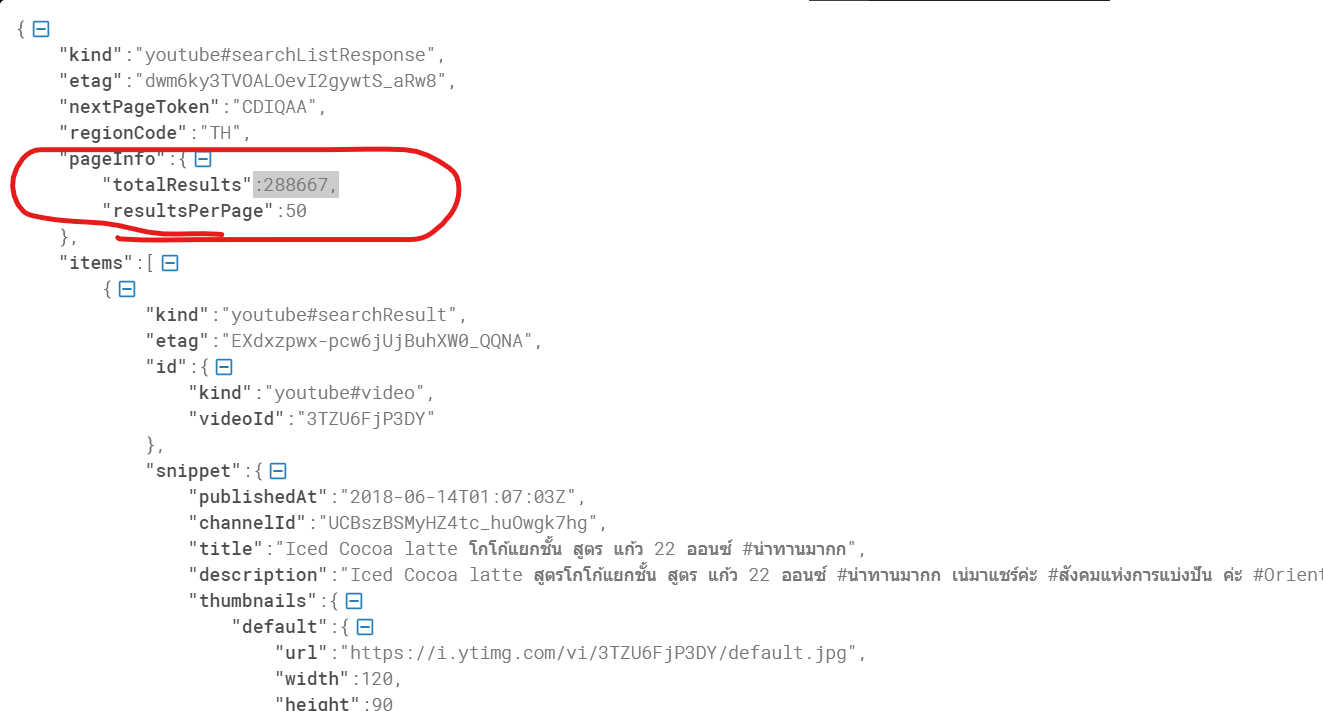 {
"kind":"youtube#searchListResponse",
"etag":"dwm6ky3TVOALOevI2gywtS_aRw8",
"nextPageToken":"CDIQAA",
"regionCode":"TH",
"pageInfo":{
"totalResults":288667,
"resultsPerPage":50
},
"items":[
{
"kind":"youtube#searchResult",
"etag":"EXdxzpwx-pcw6jUjBuhXW0_QQNA",
"id":{
"kind":"youtube#video",
"videoId":"3TZU6FjP3DY"
},
"snippet":{
"publishedAt":"2018-06-14T01:07:03Z",
"channelId":"UCBszBSMyHZ4tc_huOwgk7hg",
"title":"Iced Cocoa latte โกโก้แยกชั้น สูตร แก้ว 22 ออนซ์ #น่าทานมากก",
"description":"Iced Cocoa latte สูตรโกโก้แยกชั้น สูตร แก้ว 22 ออนซ์ #น่าทานมากก เน่มาแชร์ค่ะ #สังคมแห่งการแบ่งปัน ค่ะ #Orient
"thumbnails":{
"default":{
"url":"https://i.ytimg.com/vi/3TZU6FjP3DY/default.jpg",
"width":120,
"height":90